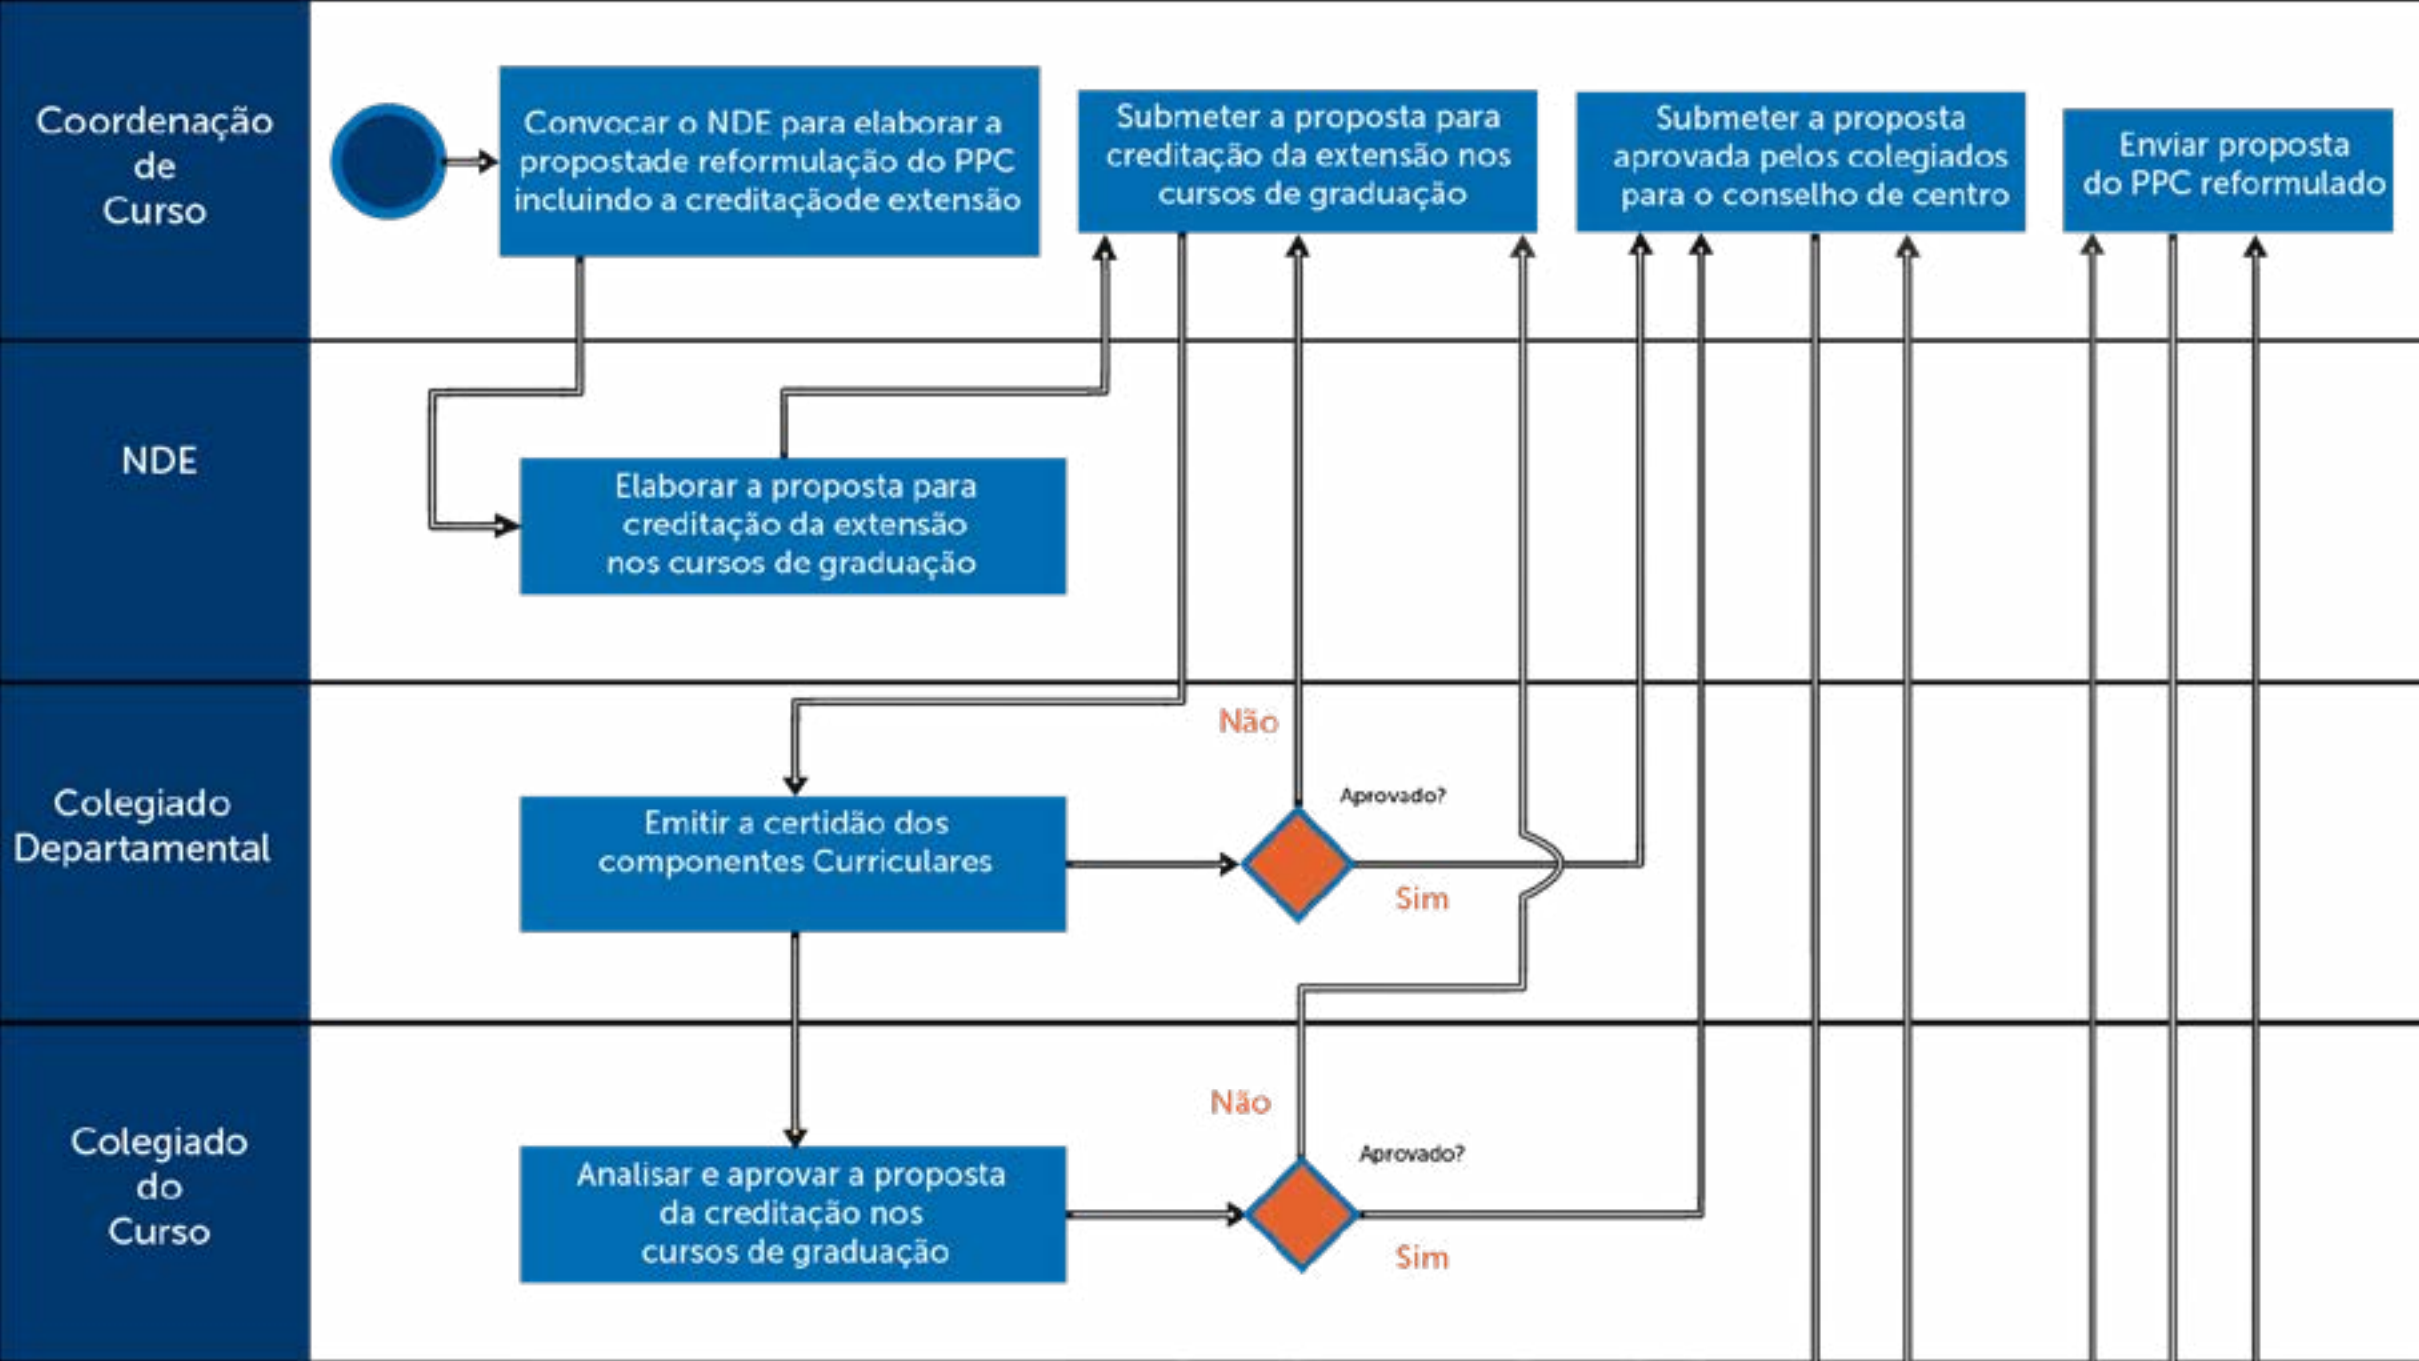 Coordenação
de
Curso
Convocar o NDE para elaborar a
propostade reformulação do PPC
incluindo a creditaçãode extensão
Submeter a proposta para
creditação da extensão nos
cursos de graduação
Submeter a proposta
aprovada pelos colegiados
para o conselho de centro
Enviar proposta
do PPC reformulado
NDE
Elaborar a proposta para
creditação da extensão
nos cursos de graduação
Colegiado
Departamental
Emitir a certidão dos
componentes Curriculares
Não
Aprovado?
Sim
Colegiado
do
Curso
Analisar e aprovar a proposta
da creditação nos
cursos de graduação
Não
Aprovado?
Sim